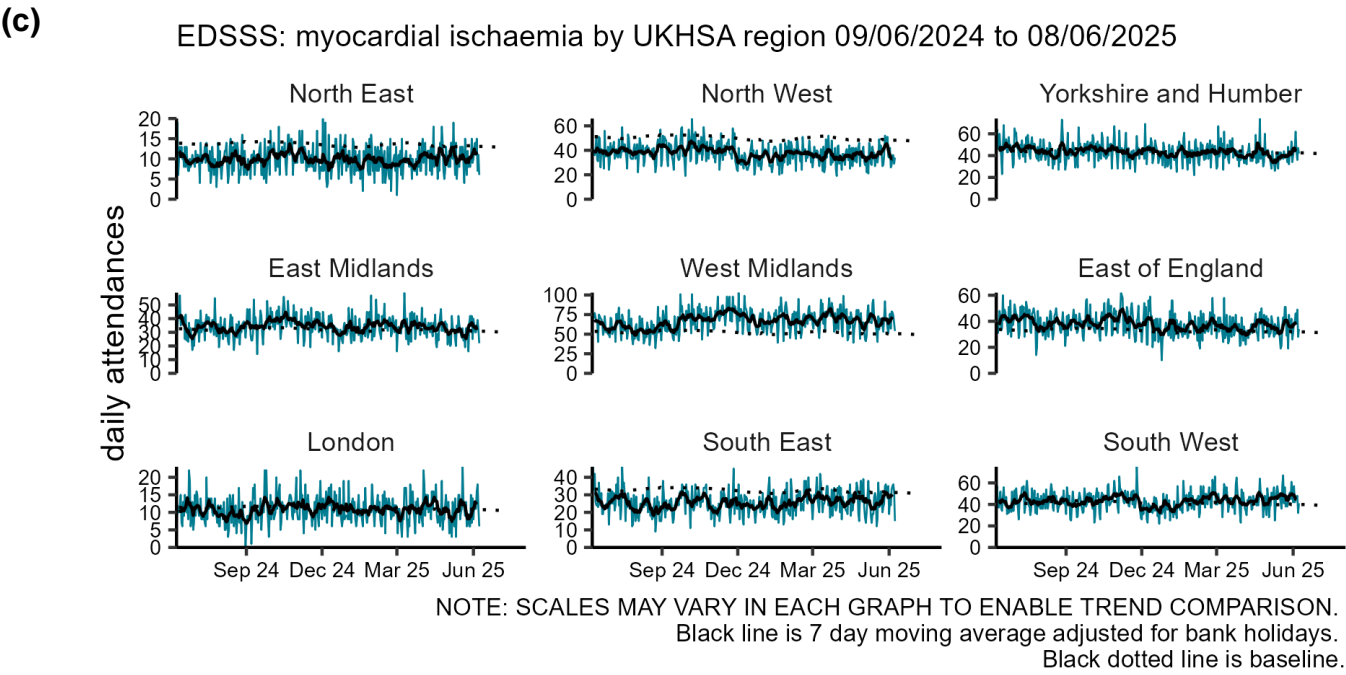 (c)
EDSSS: myocardial ischaemia by UKHSA region 09/06/2024 to 08/06/2025
daily attendances
North East
20
15
10
5
0
North West
60
40
20
0
Yorkshire and Humber
60
40
20
0
East Midlands
50
40
30
20
10
0
West Midlands
100
75
50
25
0
East of England
60
40
20
0
London
20
15
10
5
0
Sep 24 Dec 24 Mar 25 Jun 25
South East
40
30
20
10
0
Sep 24 Dec 24 Mar 25 Jun 25
South West
60
40
20
0
Sep 24 Dec 24 Mar 25 Jun 25
NOTE: SCALES MAY VARY IN EACH GRAPH TO ENABLE TREND COMPARISON.
Black line is 7 day moving average adjusted for bank holidays.
Black dotted line is baseline.